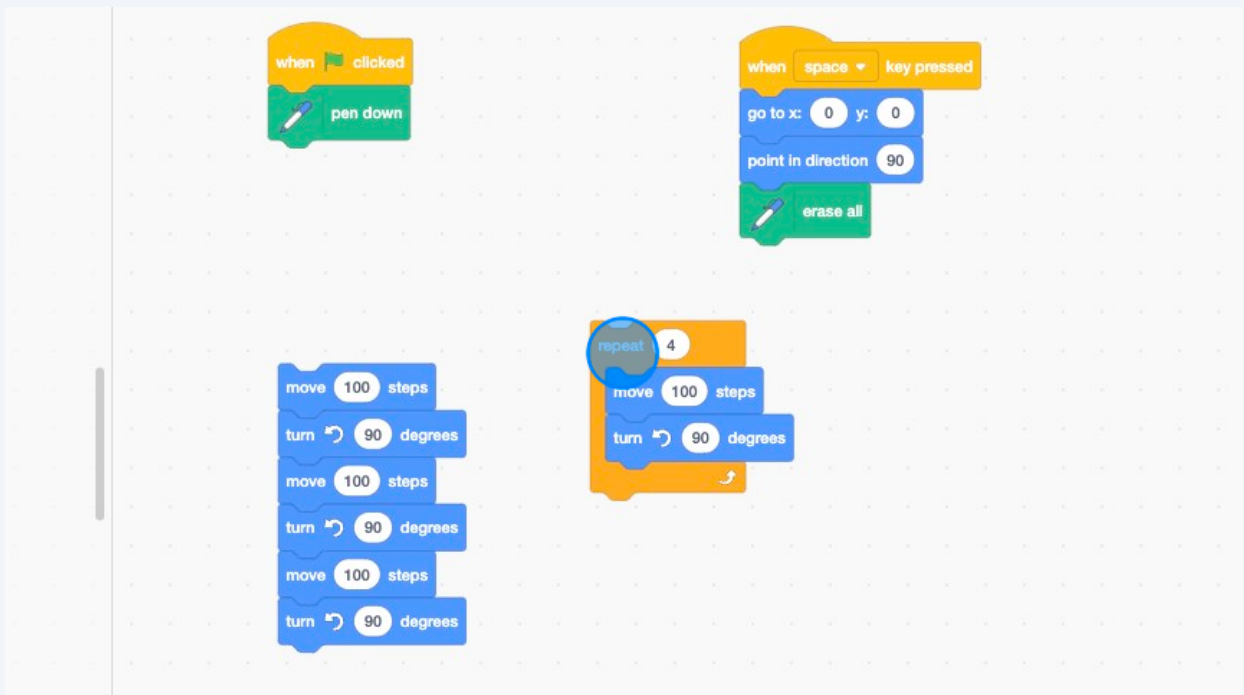 when clicked
pen down
when space key pressed
go to x: 0 y: 0
point in direction 90
erase all
move 100 steps
turn 90 degrees
move 100 steps
turn 90 degrees
move 100 steps
turn 90 degrees
repeat 4
move 100 steps
turn 90 degrees